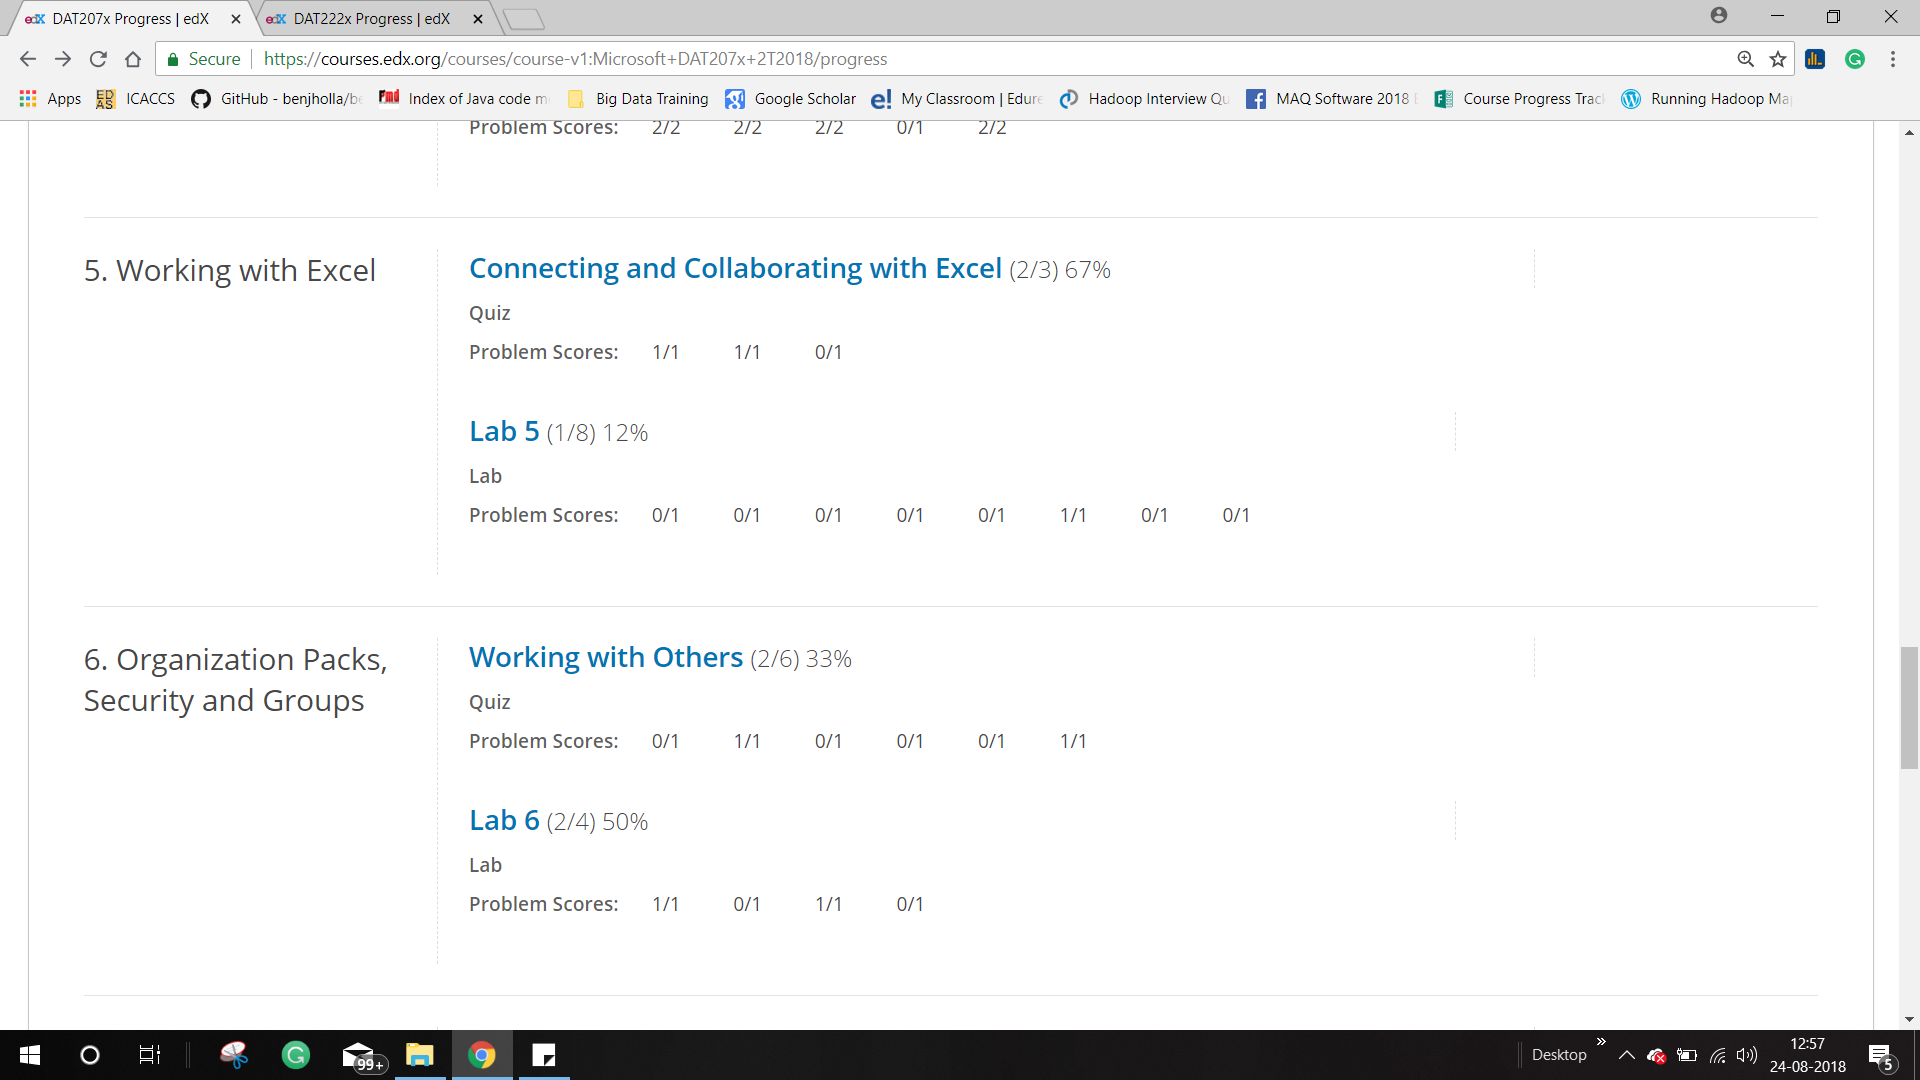 edX DAT207x Progress | edX
edX DAT222x Progress | edX
Secure https://courses.edx.org/courses/course-v1:Microsoft+DAT207x+2T2018/progress
Apps ED AS ICACCS GitHub - benjholla/be Fmd Index of Java code m Big Data Training Google Scholar e! My Classroom | Edure Hadoop Interview Qu MAQ Software 2018 E Course Progress Trac Running Hadoop Ma
Problem Scores: 2/2 2/2 2/2 0/1 2/2
5. Working with Excel
Connecting and Collaborating with Excel (2/3) 67%
Quiz
Problem Scores: 1/1 1/1 0/1
Lab 5 (1/8) 12%
Lab
Problem Scores: 0/1 0/1 0/1 0/1 0/1 1/1 0/1 0/1
6. Organization Packs,
Security and Groups
Working with Others (2/6) 33%
Quiz
Problem Scores: 0/1 1/1 0/1 0/1 0/1 1/1
Lab 6 (2/4) 50%
Lab
Problem Scores: 1/1 0/1 1/1 0/1
99+
Desktop
12:57
24-08-2018
5